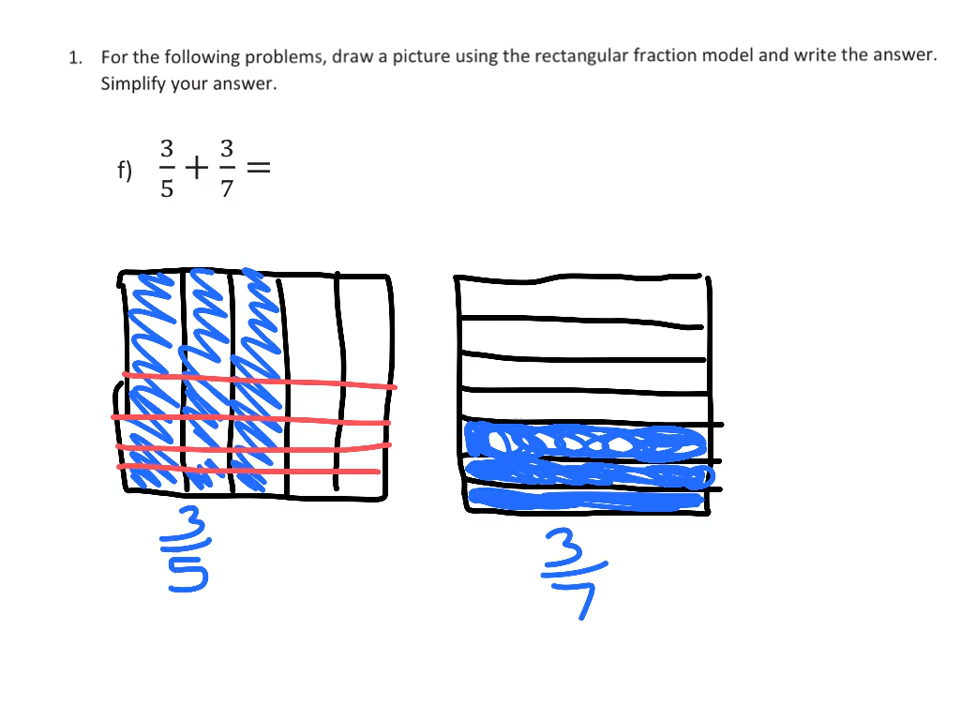 1. For the following problems, draw a picture using the rectangular fraction model and write the answer.
Simplify your answer.
f) 3/5 + 3/7 =
3/5
3/7